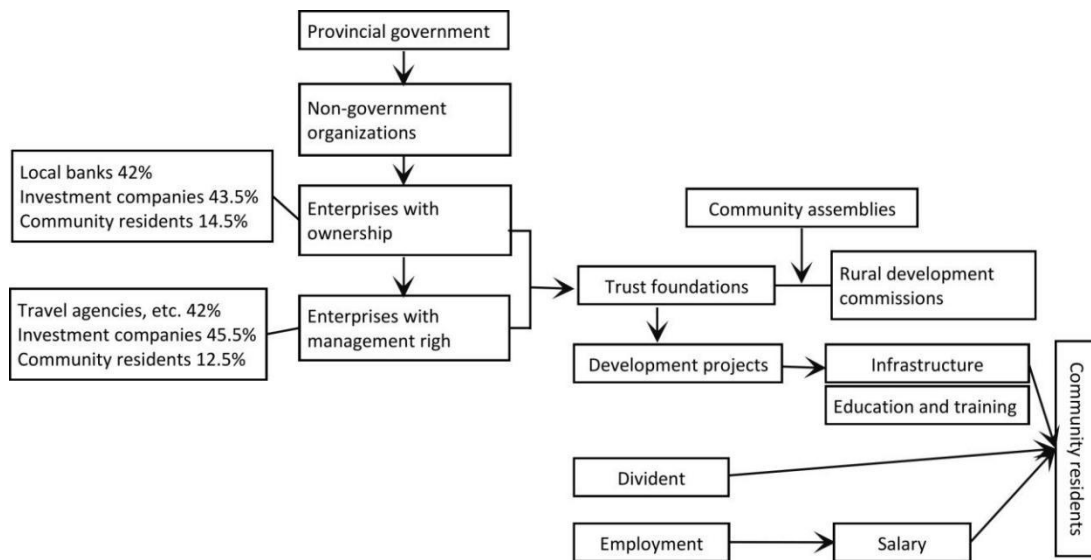 Provincial government
Non-government
organizations
Local banks 42%
Investment companies 43.5%
Community residents 14.5%
Enterprises with
ownership
Community assemblies
Trust foundations
Rural development
commissions
Travel agencies, etc. 42%
Investment companies 45.5%
Community residents 12.5%
Enterprises with
management righ
Development projects
Infrastructure
Education and training
Community residents
Divident
Employment
Salary